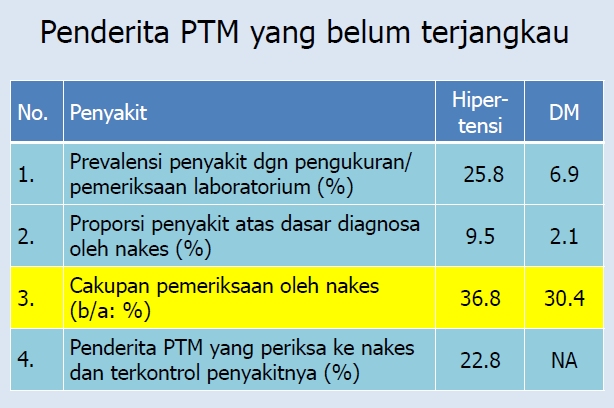 Penderita PTM yang belum terjangkau
No. Penyakit Hiper- DM
tensi
1. Prevalensi penyakit dgn pengukuran/ 25.8 6.9
pemeriksaan laboratorium (%)
2. Proporsi penyakit atas dasar diagnosa 9.5 2.1
oleh nakes (%)
3. Cakupan pemeriksaan oleh nakes 36.8 30.4
(b/a: %)
4. Penderita PTM yang periksa ke nakes 22.8 NA
dan terkontrol penyakitnya (%)